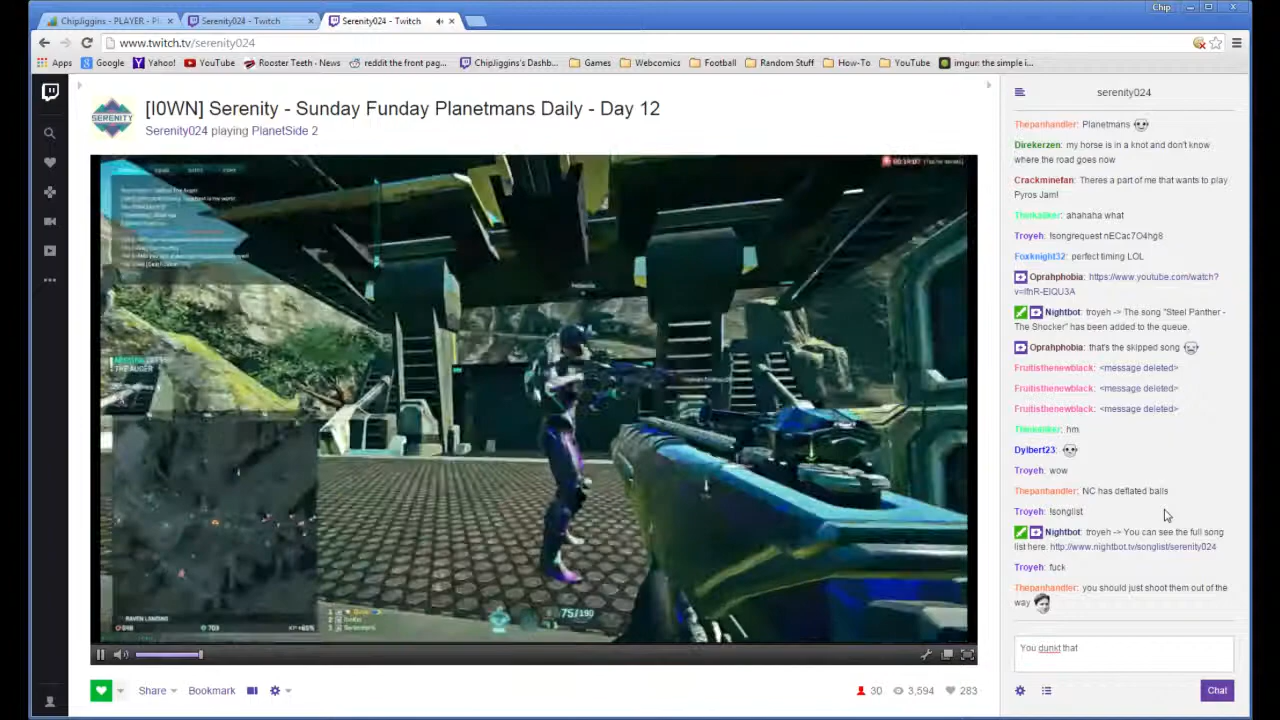 Chip
ChipJiggins - PLAYER - Pl
Serenity024 - Twitch
Serenity024 - Twitch
www.twitch.tv/serenity024
Apps
Google
Yahoo!
YouTube
Rooster Teeth - News
reddit the front pag...
ChipJiggins's Dashb...
Games
Webcomics
Football
Random Stuff
How-To
YouTube
imgur: the simple i...
SERENITY
[I0WN] Serenity - Sunday Funday Planetmans Daily - Day 12
Serenity024 playing PlanetSide 2
THE AUGER
RAVEN LANDING
75/190
Share
Bookmark
30
3,594
283
serenity024
Thepanhandler: Planetmans
Direkerzen: my horse is in a knot and don't know
where the road goes now
Crackminefan: Theres a part of me that wants to play
Pyros Jam!
ahahaha what
Troyeh: !songrequest nECac7O4hg8
Foxknight32: perfect timing LOL
Oprahphobia: https://www.youtube.com/watch?
Nightbot: troyeh -> The song "Steel Panther -
The Shocker" has been added to the queue.
Oprahphobia: that's the skipped song
Fruitisthenewblack: <message deleted>
Fruitisthenewblack: <message deleted>
Fruitisthenewblack: <message deleted>
hm
Dylbert23:
Troyeh: wow
Thepanhandler: NC has deflated balls
Troyeh: !songlist
Nightbot: troyeh -> You can see the full song
list here. http://www.nightbot.tv/songlist/serenity024
Troyeh: fuck
Thepanhandler: you should just shoot them out of the
way
You dunkt that
Chat